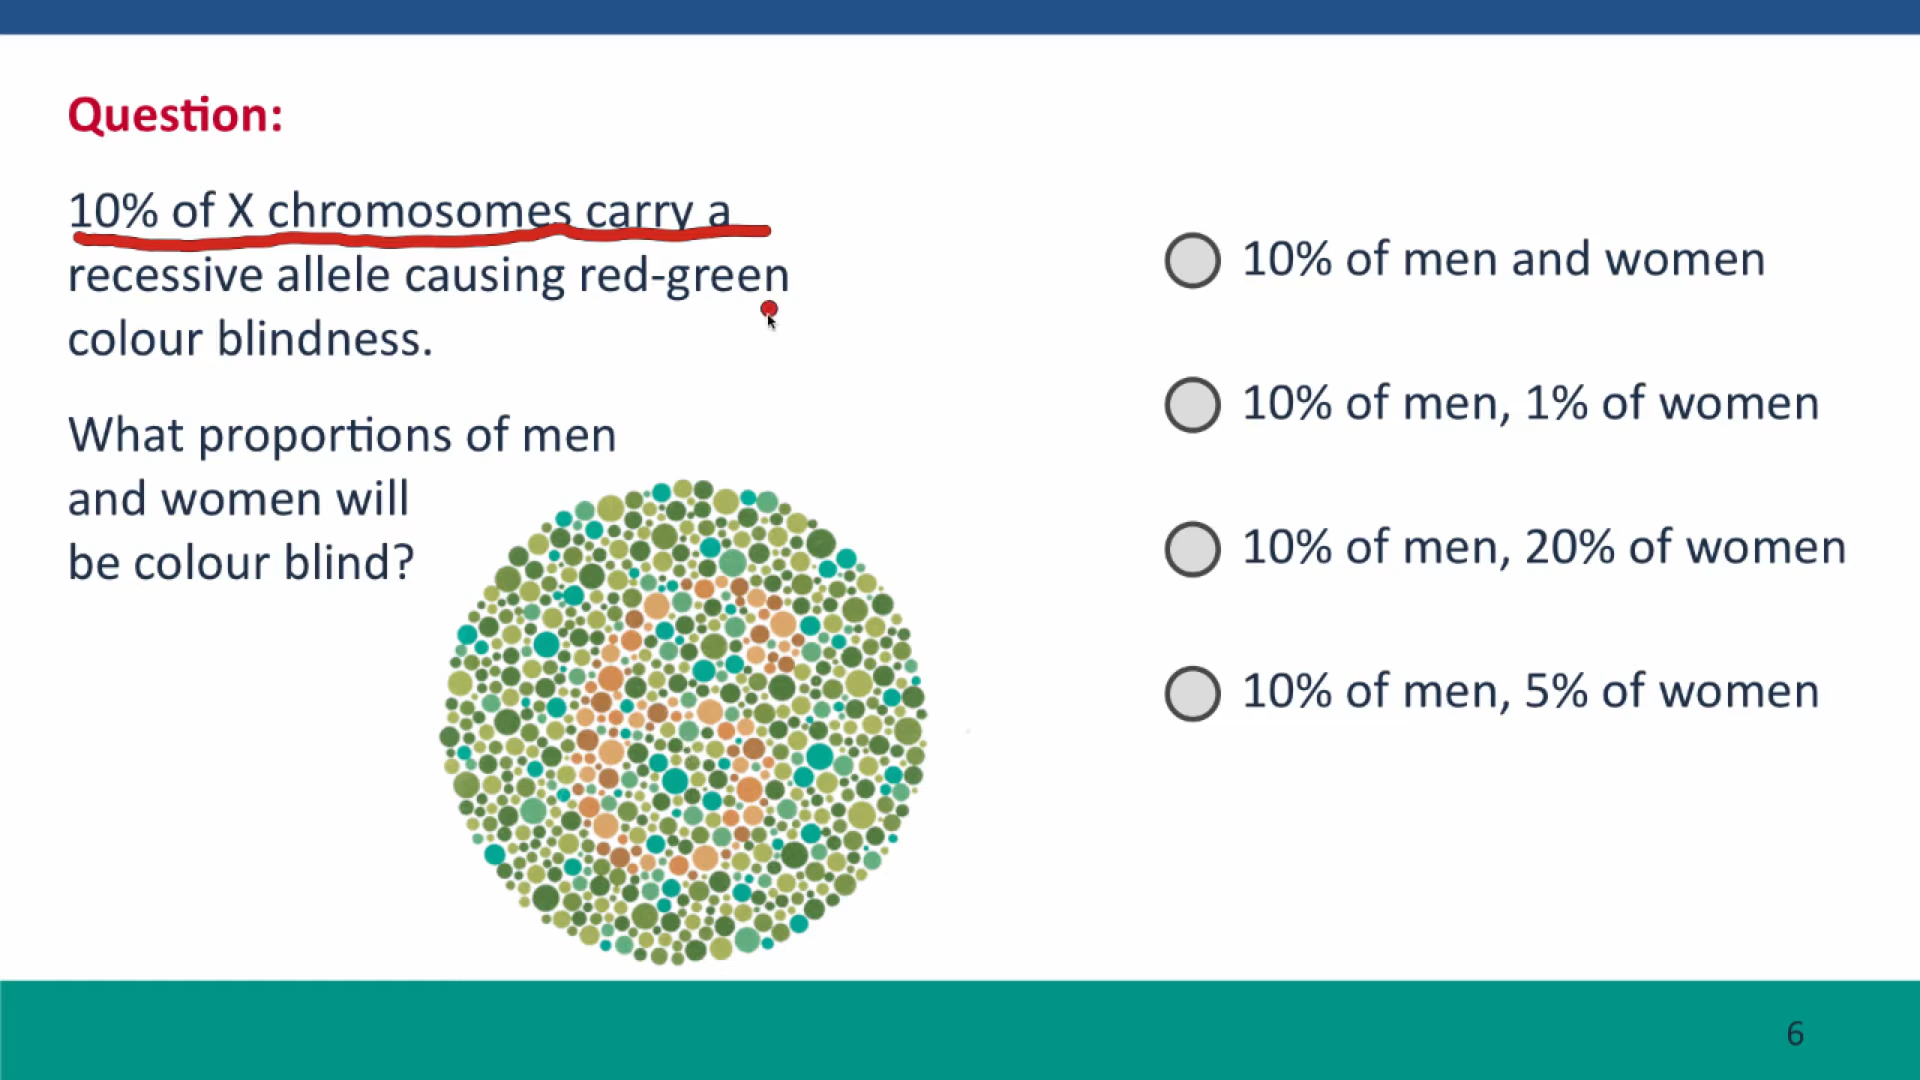 Question:
10% of X chromosomes carry a
recessive allele causing red-green
colour blindness.
What proportions of men
and women will
be colour blind?
10% of men and women
10% of men, 1% of women
10% of men, 20% of women
10% of men, 5% of women
6